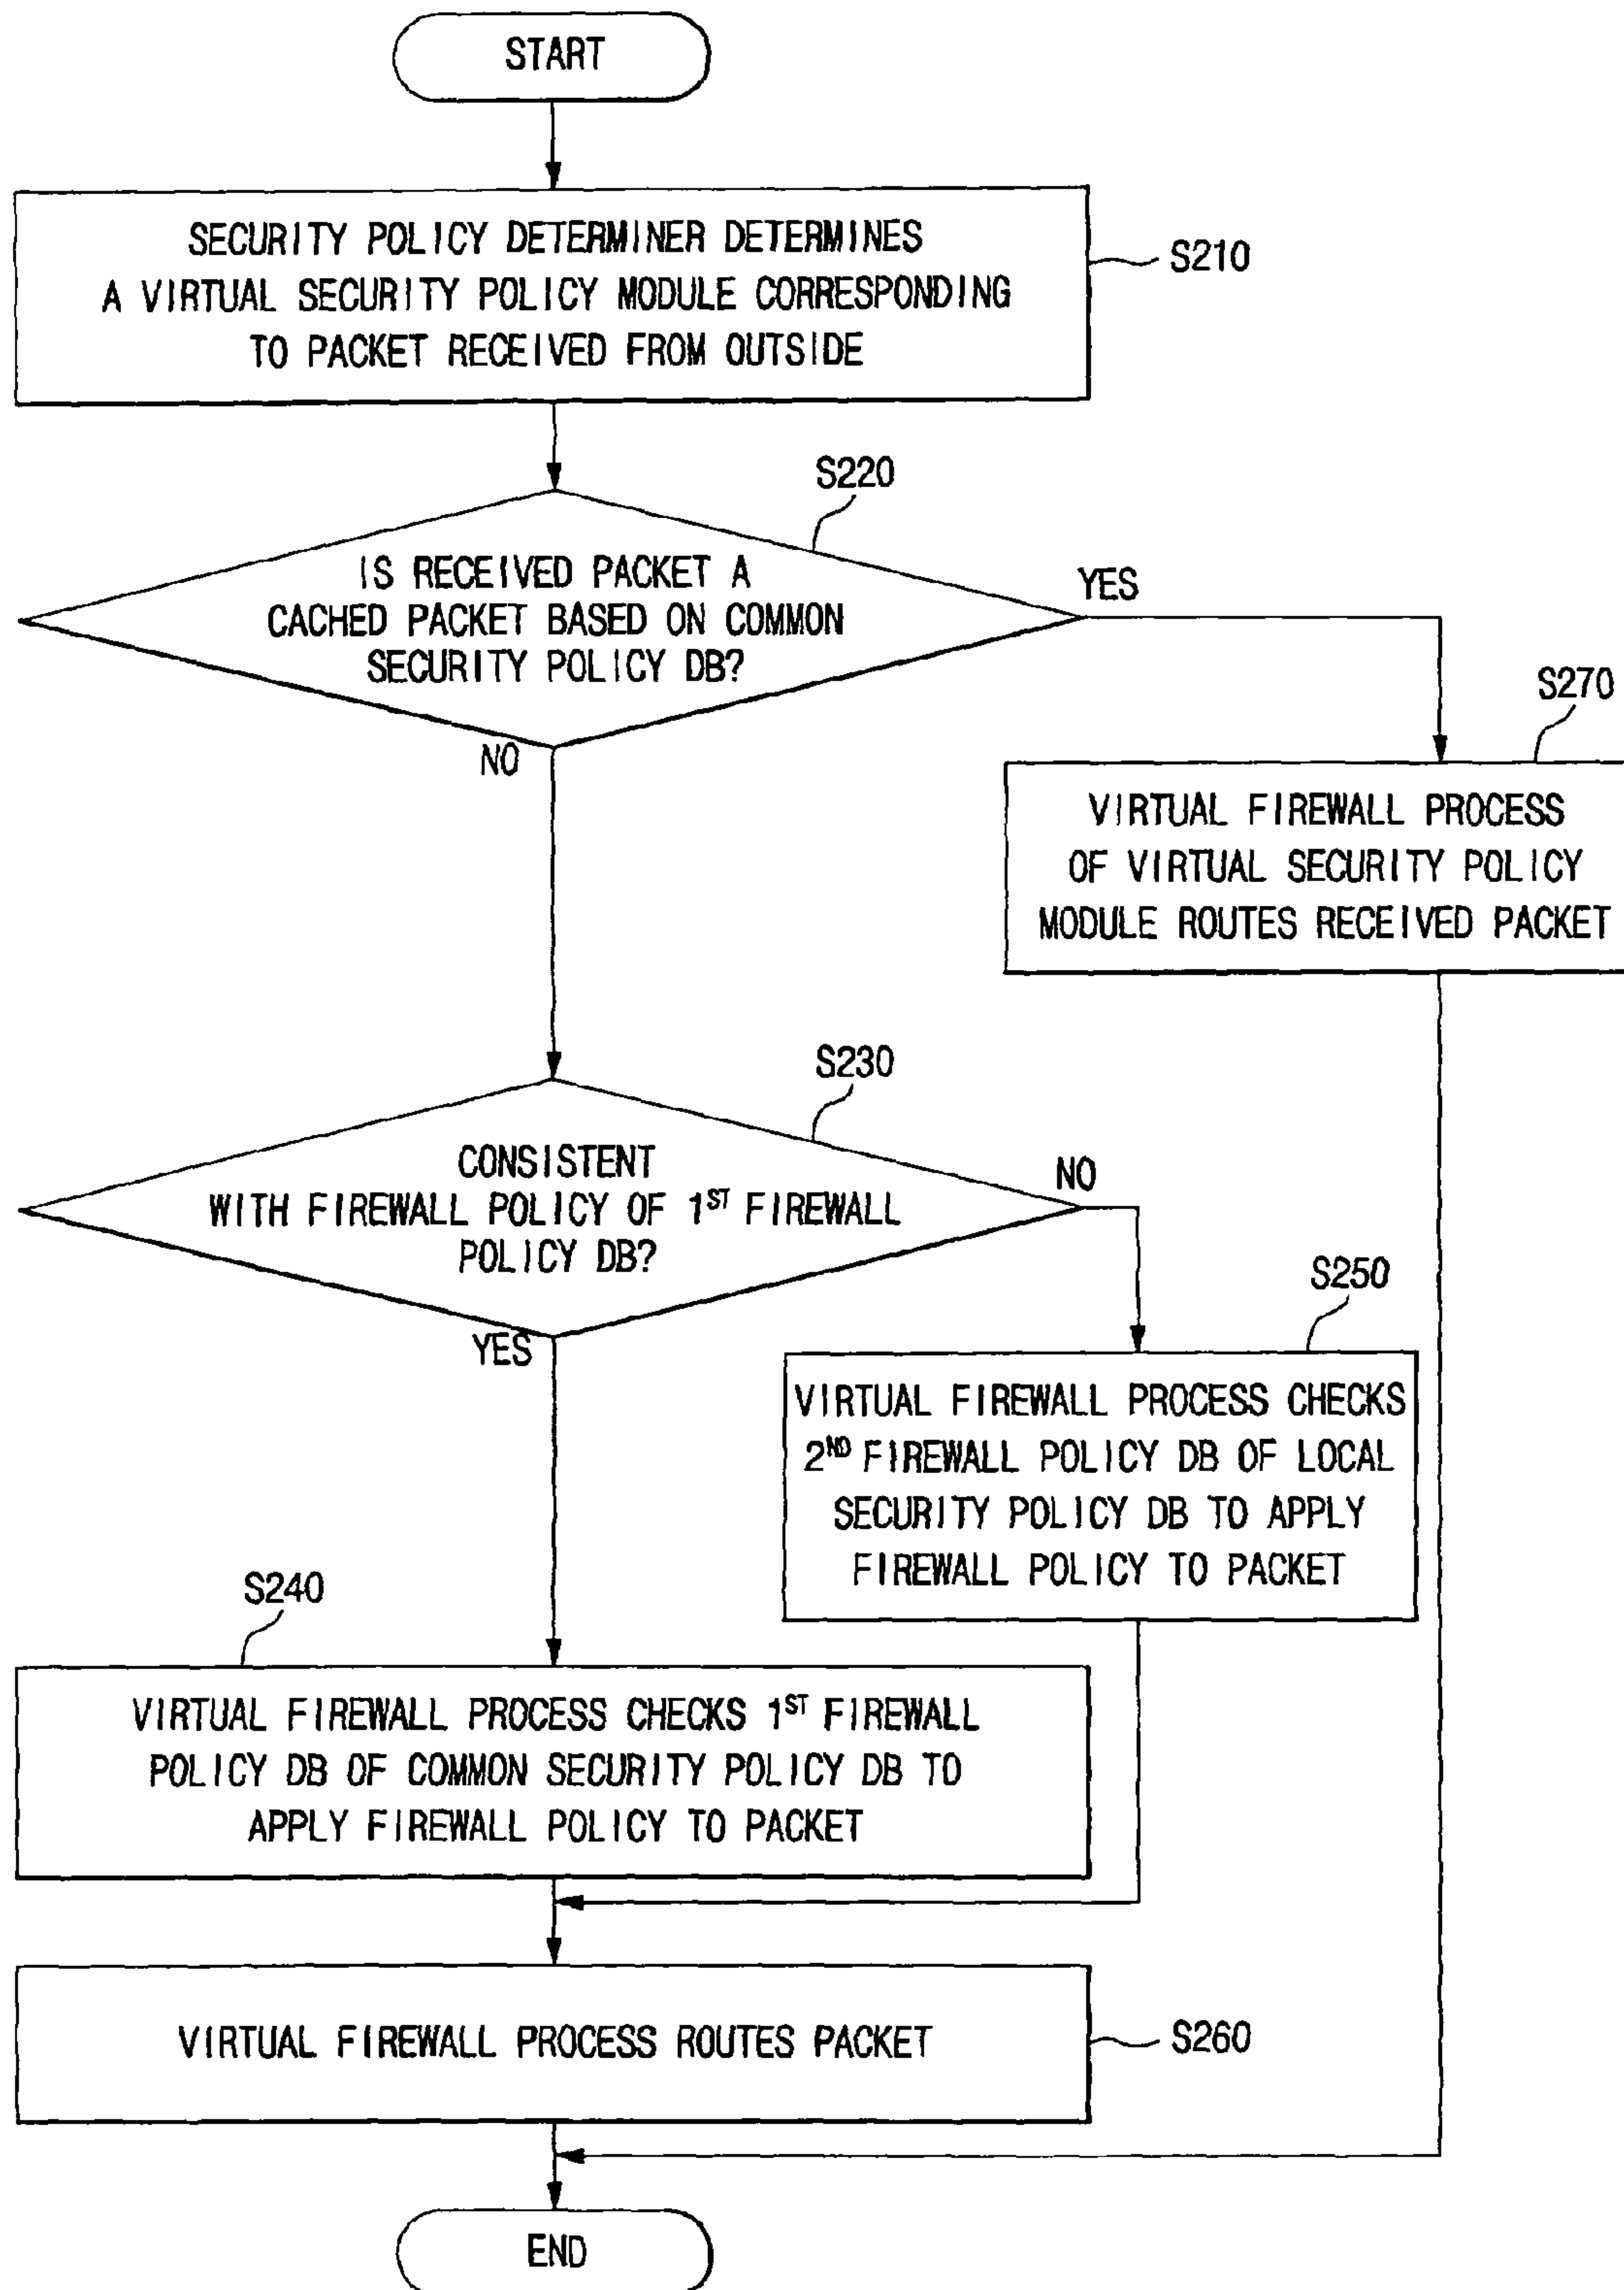 START
SECURITY POLICY DETERMINER DETERMINES
A VIRTUAL SECURITY POLICY MODULE CORRESPONDING
TO PACKET RECEIVED FROM OUTSIDE
S210
S220
IS RECEIVED PACKET A
CACHED PACKET BASED ON COMMON
SECURITY POLICY DB?
YES
NO
S270
VIRTUAL FIREWALL PROCESS
OF VIRTUAL SECURITY POLICY
MODULE ROUTES RECEIVED PACKET
S230
CONSISTENT
WITH FIREWALL POLICY OF 1ST FIREWALL
POLICY DB?
NO
YES
S250
VIRTUAL FIREWALL PROCESS CHECKS
2ND FIREWALL POLICY DB OF LOCAL
SECURITY POLICY DB TO APPLY
FIREWALL POLICY TO PACKET
S240
VIRTUAL FIREWALL PROCESS CHECKS 1ST FIREWALL
POLICY DB OF COMMON SECURITY POLICY DB TO
APPLY FIREWALL POLICY TO PACKET
VIRTUAL FIREWALL PROCESS ROUTES PACKET
S260
END